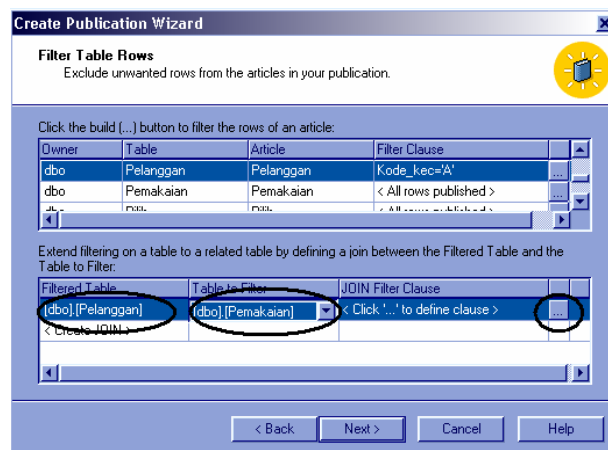 Create Publication Wizard
Filter Table Rows
Exclude unwanted rows from the articles in your publication.
Click the build (...) button to filter the rows of an article:
Owner Table Article Filter Clause
dbo Pelanggan Pelanggan Kode_kec='A' ...
dbo Pemakaian Pemakaian < All rows published > ...
dbo < All rows published >
Extend filtering on a table to a related table by defining a join between the Filtered Table and the
Table to Filter:
Filtered Table Table to Filter JOIN Filter Clause
[dbo].[Pelanggan] [dbo].[Pemakaian] < Click '...' to define clause > ...
< Create JOIN >
< Back Next > Cancel Help